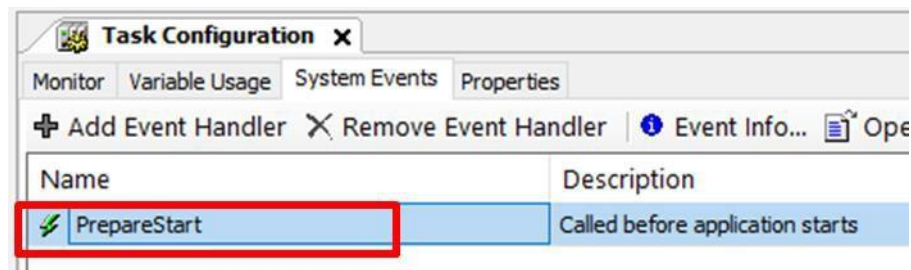 Task Configuration
Monitor Variable Usage System Events Properties
Add Event Handler Remove Event Handler Event Info... Ope
Name Description
PrepareStart Called before application starts